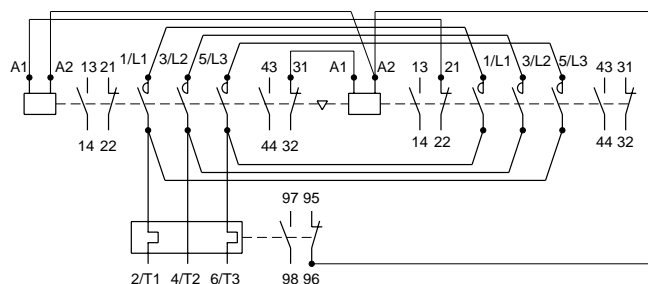 1/L1 3/L2 5/L3
A1 A2 13 21 43 31 A1 A2 13 21 1/L1 3/L2 5/L3 43 31
14 22 44 32 14 22 44 32
97 95
98 96
2/T1 4/T2 6/T3